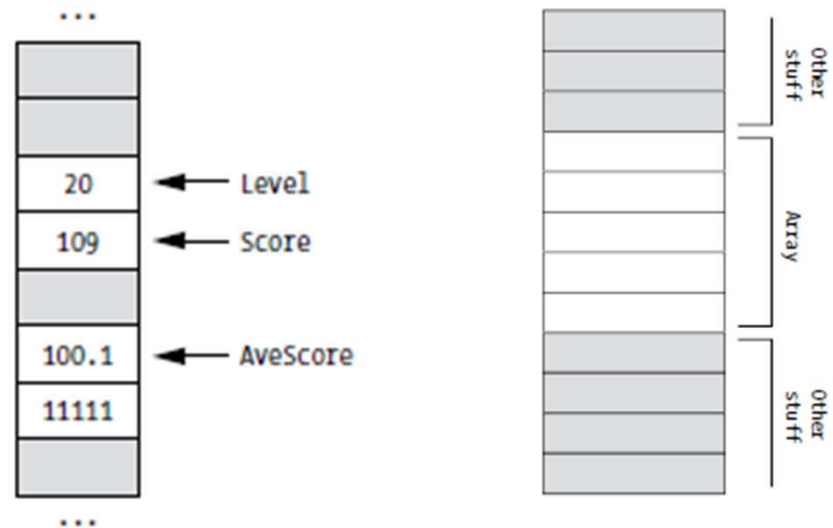 ...
20
Level
109
Score
100.1
AveScore
11111
...
Other
stuff
Array
Other
stuff